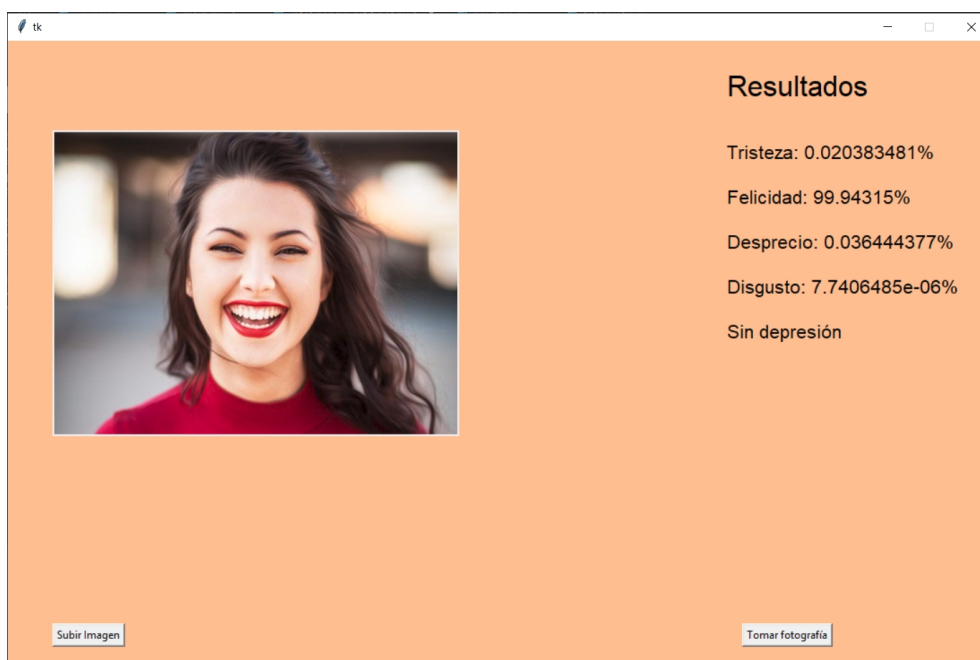 tk
Resultados
Tristeza: 0.020383481%
Felicidad: 99.94315%
Desprecio: 0.036444377%
Disgusto: 7.7406485e-06%
Sin depresión
Subir Imagen
Tomar fotografía